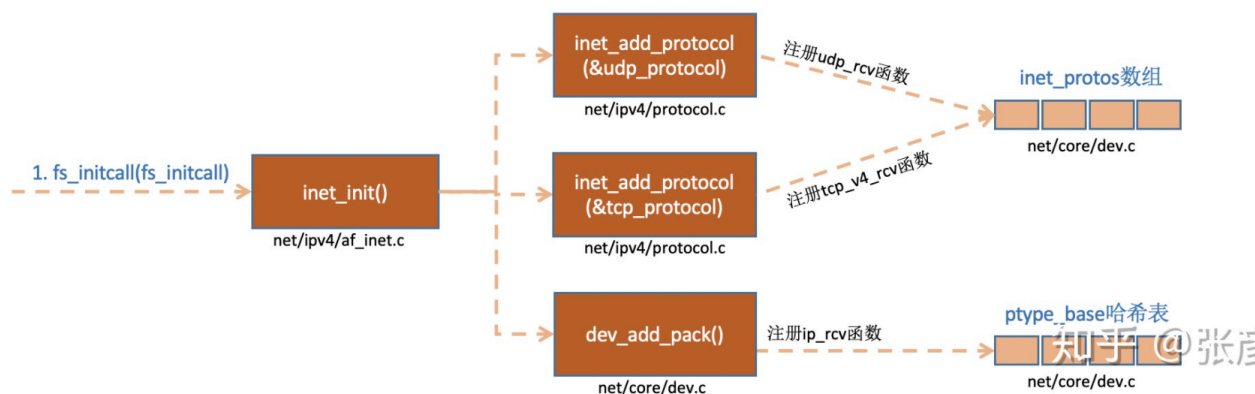 inet_add_protocol
(&udp_protocol)
net/ipv4/protocol.c
注册udp_rcv函数
inet_protos数组
net/core/dev.c
1. fs_initcall(fs_initcall)
inet_init()
net/ipv4/af_inet.c
inet_add_protocol
(&tcp_protocol)
net/ipv4/protocol.c
注册tcp_v4_rcv函数
dev_add_pack()
net/core/dev.c
注册ip_rcv函数
ptype_base哈希表
net/core/dev.c
知乎 @张彦